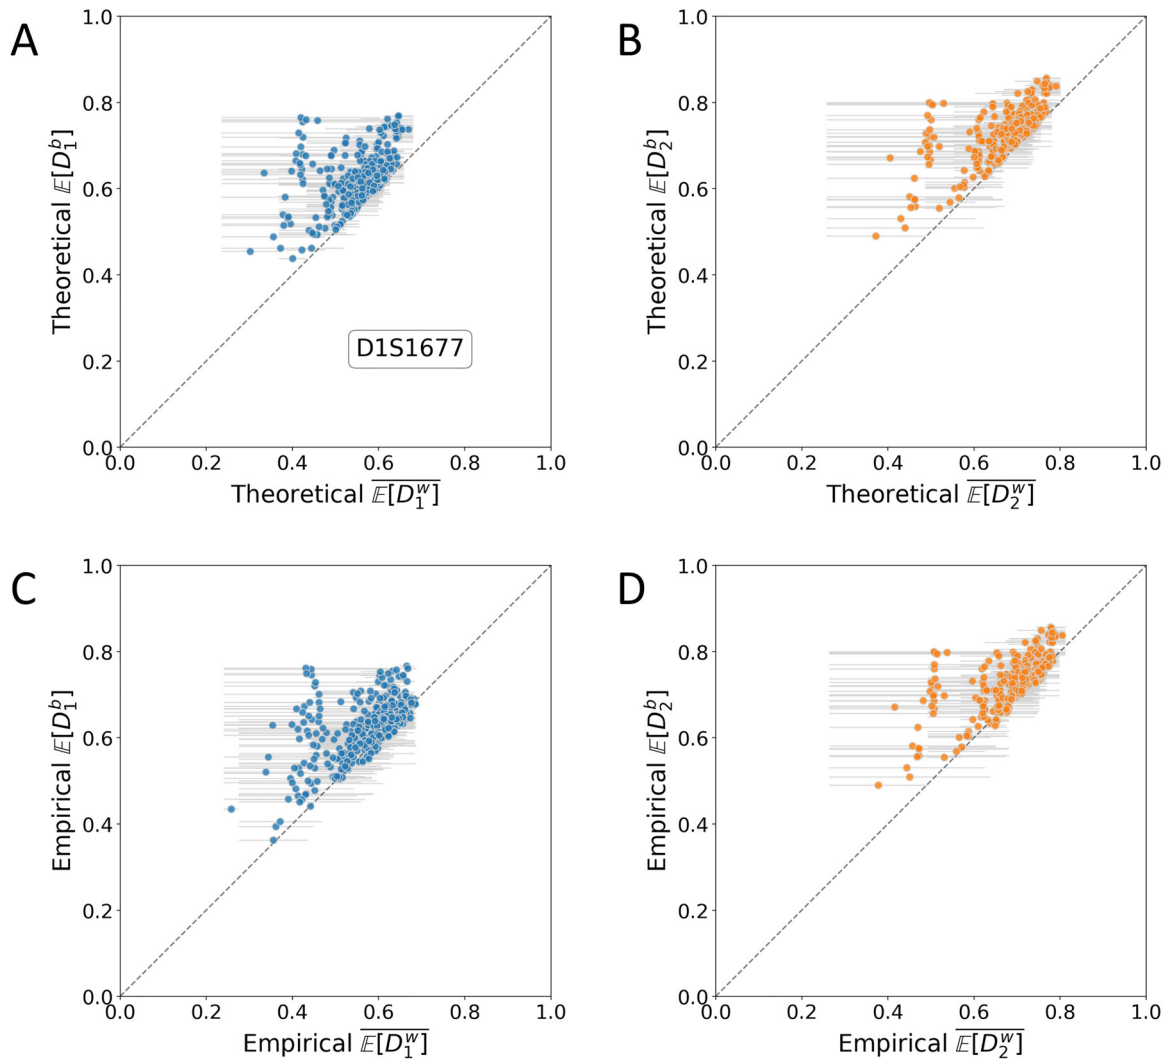 A
B
1.0
0.8
0.6
0.4
0.2
0.0
Theoretical 𝔼[D₁ᵇ]
D1S1677
0.0 0.2 0.4 0.6 0.8 1.0
Theoretical 𝔼[D₁ʷ]
1.0
0.8
0.6
0.4
0.2
0.0
Theoretical 𝔼[D₂ᵇ]
0.0 0.2 0.4 0.6 0.8 1.0
Theoretical 𝔼[D₂ʷ]
C
D
1.0
0.8
0.6
0.4
0.2
0.0
Empirical 𝔼[D₁ᵇ]
0.0 0.2 0.4 0.6 0.8 1.0
Empirical 𝔼[D₁ʷ]
1.0
0.8
0.6
0.4
0.2
0.0
Empirical 𝔼[D₂ᵇ]
0.0 0.2 0.4 0.6 0.8 1.0
Empirical 𝔼[D₂ʷ]